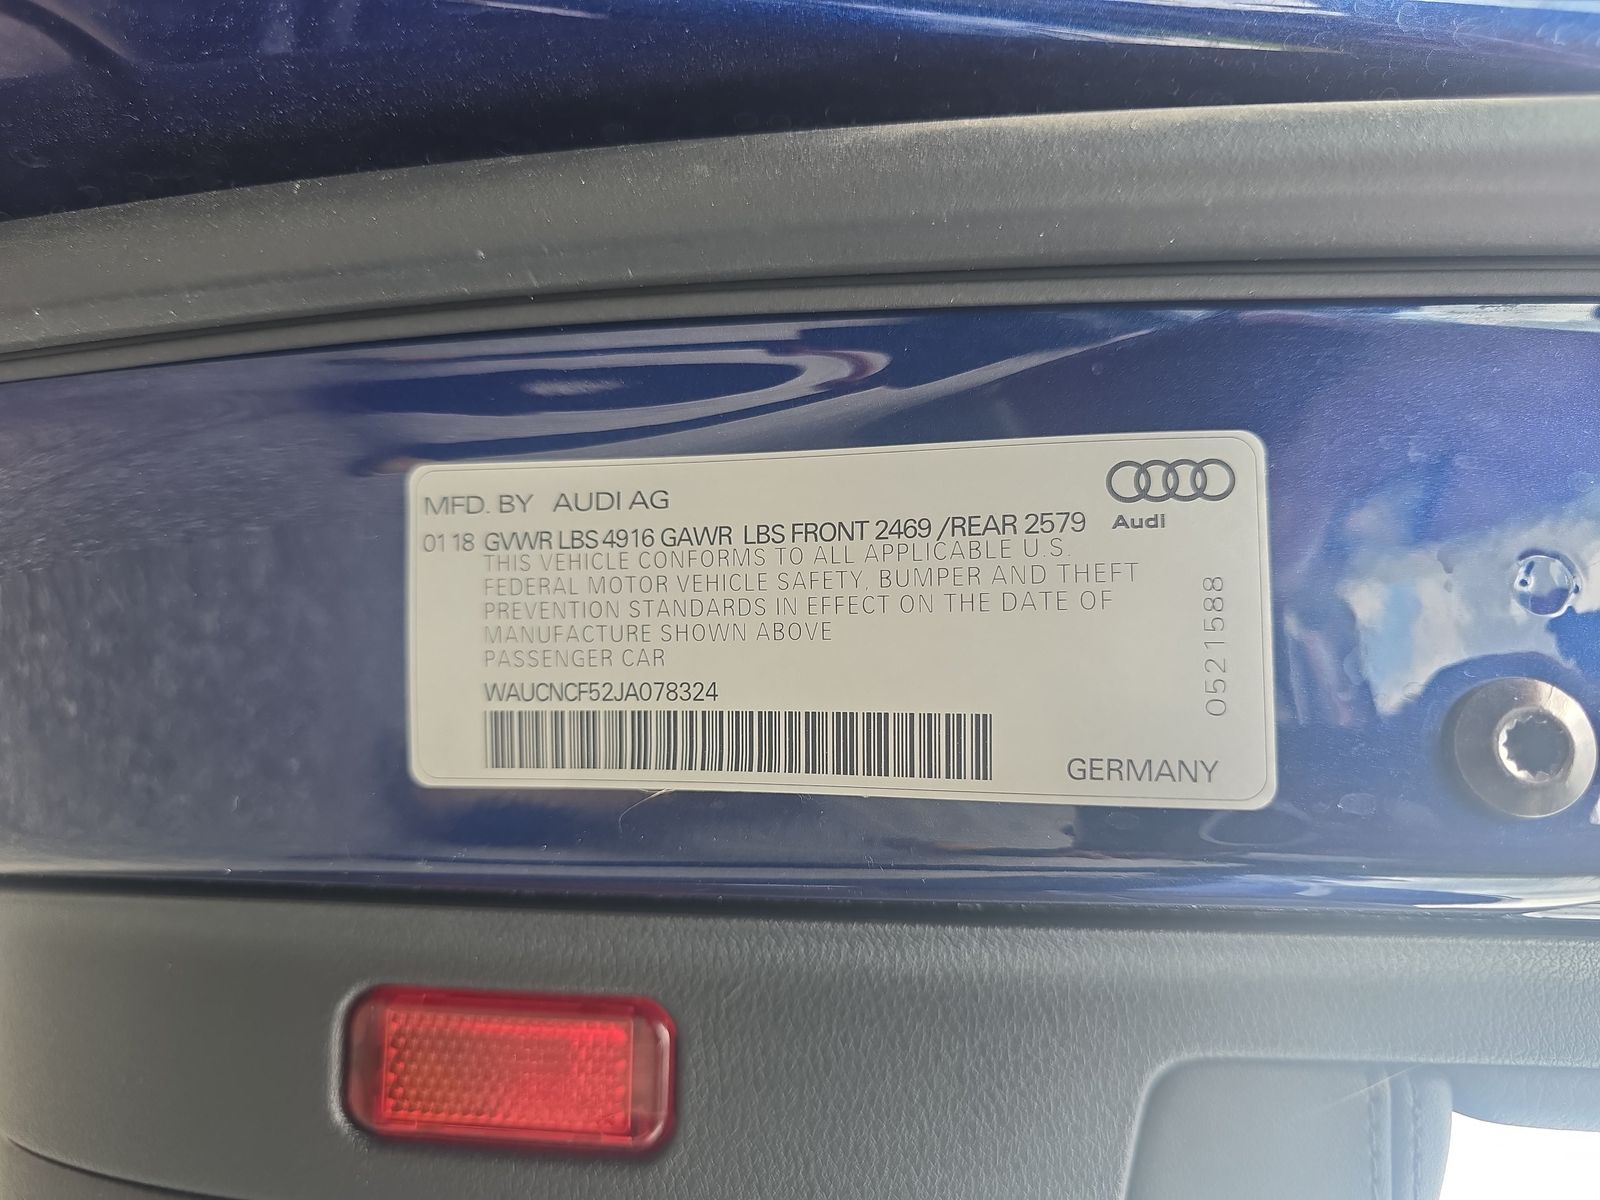 MFD. BY AUDI AG
Audi
01 18 GVWR LBS 4916 GAWR LBS FRONT 2469 /REAR 2579
THIS VEHICLE CONFORMS TO ALL APPLICABLE U.S.
FEDERAL MOTOR VEHICLE SAFETY, BUMPER AND THEFT
PREVENTION STANDARDS IN EFFECT ON THE DATE OF
MANUFACTURE SHOWN ABOVE
PASSENGER CAR
WAUCNCF52JA078324
0521588
GERMANY